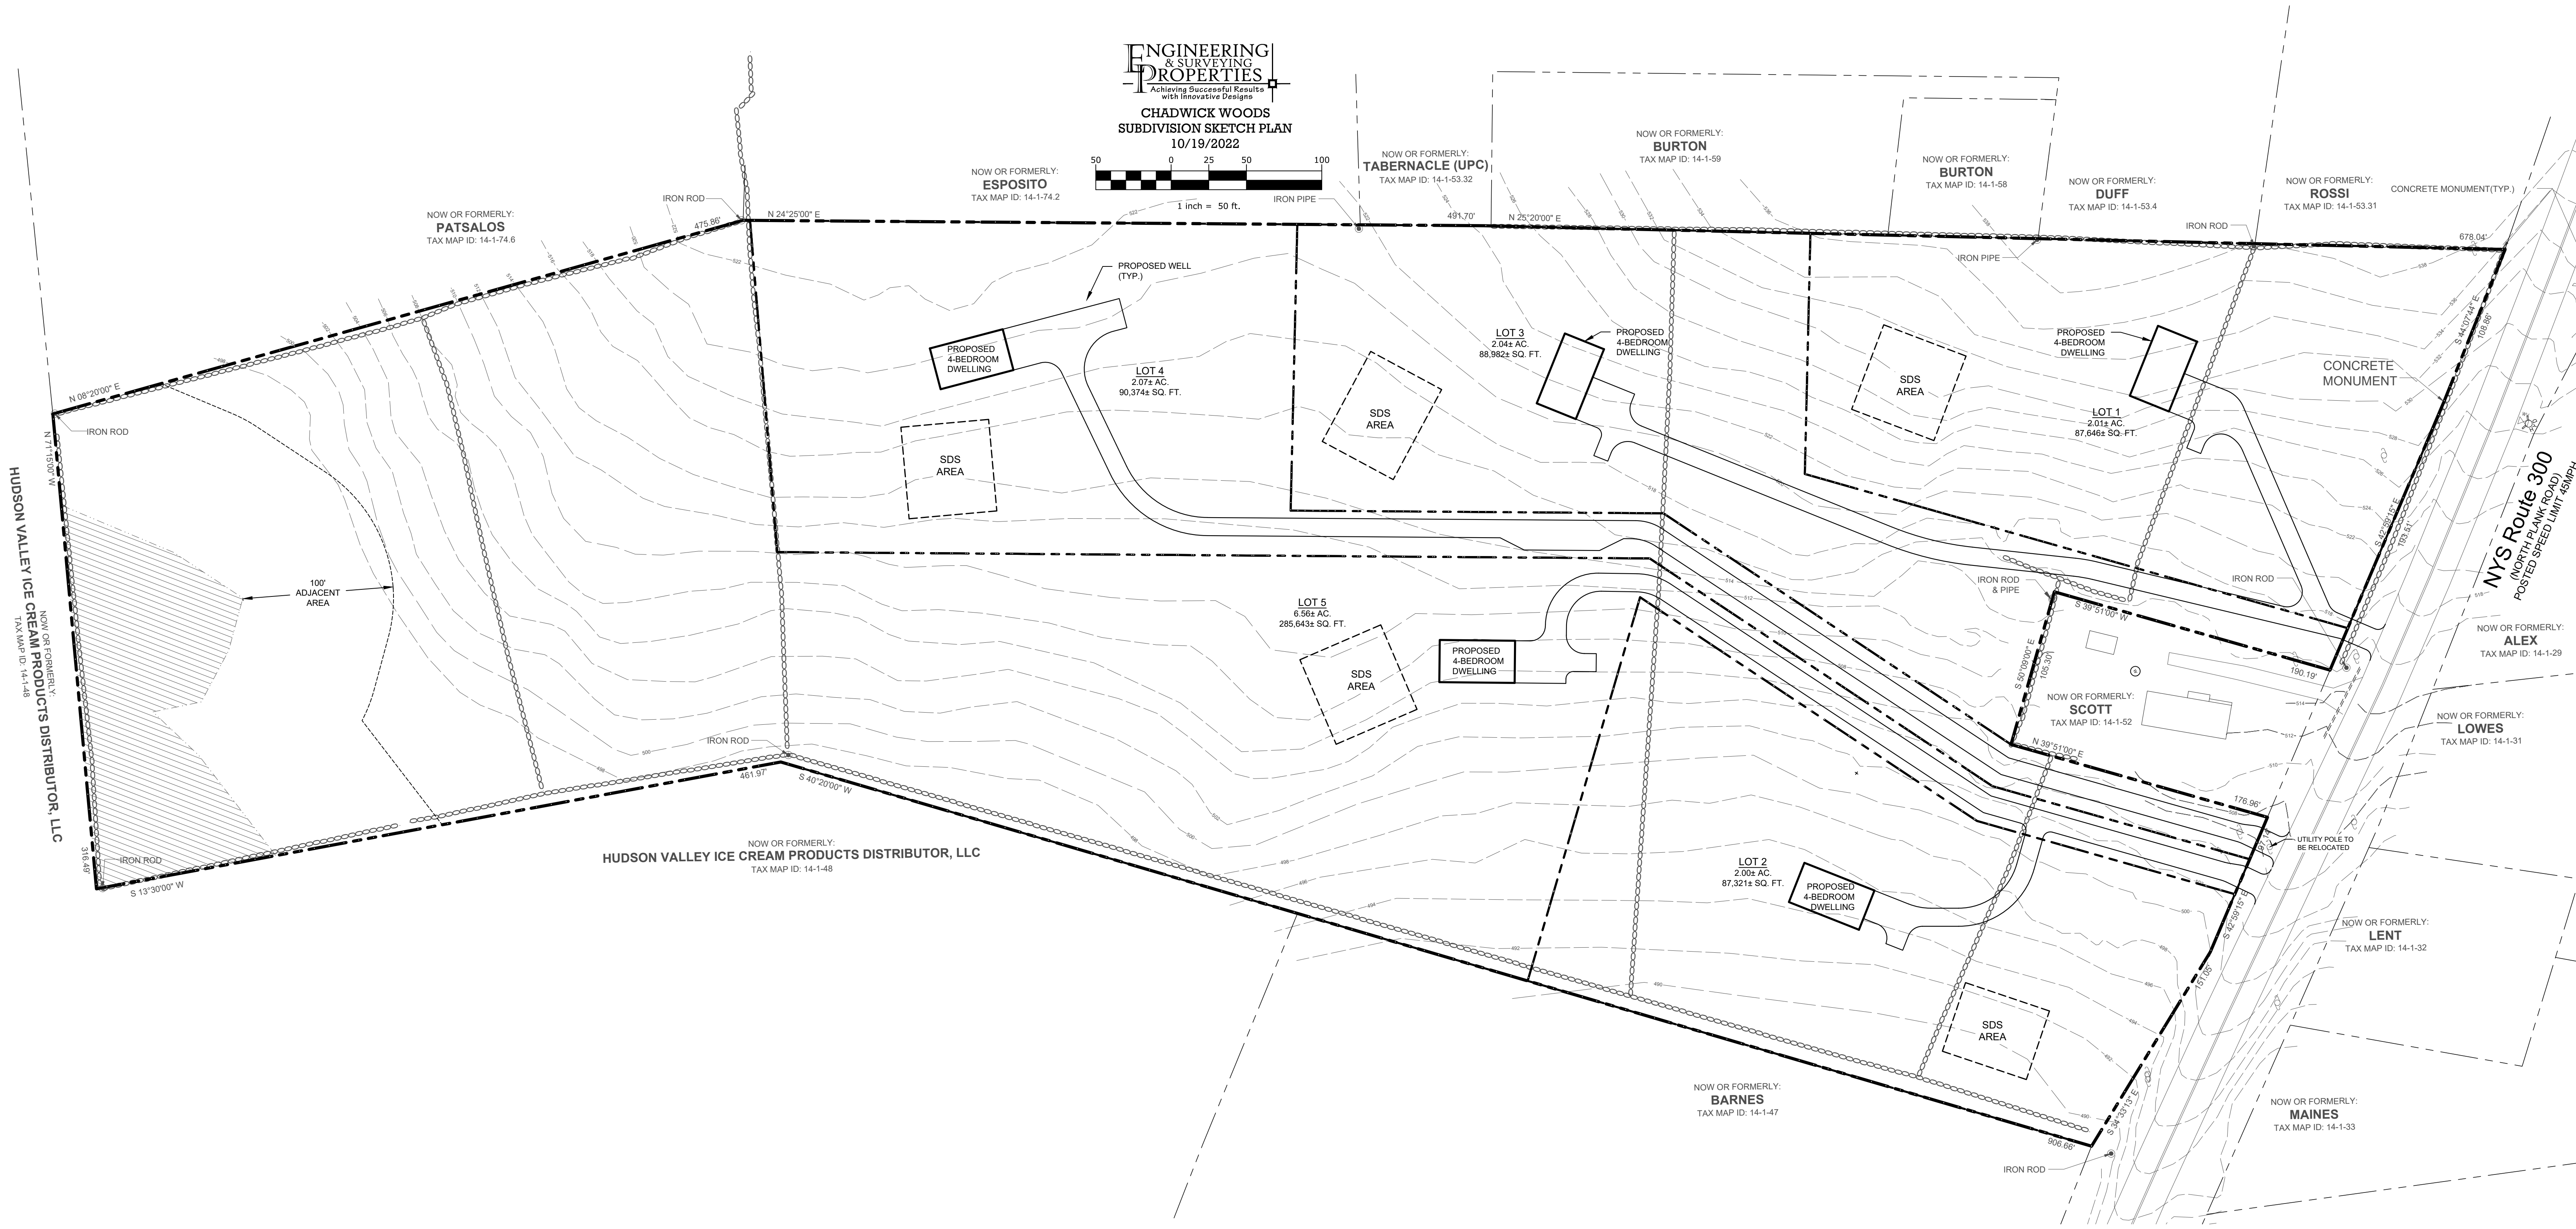 ENGINEERING
& SURVEYING
PROPERTIES
Achieving Successful Results
with Innovative Designs
CHADWICK WOODS
SUBDIVISION SKETCH PLAN
10/19/2022
50 0 25 50 100
1 inch = 50 ft.
NOW OR FORMERLY:
PATSALOS
TAX MAP ID: 14-1-74.6
IRON ROD
475.86'
N 24°25'00" E
NOW OR FORMERLY:
ESPOSITO
TAX MAP ID: 14-1-74.2
IRON PIPE
NOW OR FORMERLY:
TABERNACLE (UPC)
TAX MAP ID: 14-1-53.32
491.70'
N 25°20'00" E
NOW OR FORMERLY:
BURTON
TAX MAP ID: 14-1-59
NOW OR FORMERLY:
BURTON
TAX MAP ID: 14-1-58
NOW OR FORMERLY:
DUFF
TAX MAP ID: 14-1-53.4
NOW OR FORMERLY:
ROSSI
TAX MAP ID: 14-1-53.31
CONCRETE MONUMENT(TYP.)
IRON ROD
IRON PIPE
678.04'
S 44°07'44" E
108.86'
CONCRETE
MONUMENT
N 08°20'00" E
IRON ROD
N 71°15'00" W
NOW OR FORMERLY:
HUDSON VALLEY ICE CREAM PRODUCTS DISTRIBUTOR, LLC
TAX MAP ID: 14-1-48
316.49'
IRON ROD
S 13°30'00" W
100'
ADJACENT
AREA
PROPOSED WELL
(TYP.)
PROPOSED
4-BEDROOM
DWELLING
LOT 4
2.07± AC.
90,374± SQ. FT.
SDS
AREA
LOT 3
2.04± AC.
88,982± SQ. FT.
PROPOSED
4-BEDROOM
DWELLING
SDS
AREA
SDS
AREA
PROPOSED
4-BEDROOM
DWELLING
LOT 1
2.01± AC.
87,646± SQ. FT.
S 42°59'15" E
193.51'
NYS Route 300
(NORTH PLANK ROAD)
POSTED SPEED LIMIT 45MPH
LOT 5
6.56± AC.
285,643± SQ. FT.
SDS
AREA
PROPOSED
4-BEDROOM
DWELLING
IRON ROD
& PIPE
IRON ROD
S 39°51'00" W
190.19'
S 50°09'00" E
105.30'
NOW OR FORMERLY:
SCOTT
TAX MAP ID: 14-1-52
N 39°51'00" E
176.96'
UTILITY POLE TO
BE RELOCATED
NOW OR FORMERLY:
ALEX
TAX MAP ID: 14-1-29
NOW OR FORMERLY:
LOWES
TAX MAP ID: 14-1-31
IRON ROD
461.97'
S 40°20'00" W
NOW OR FORMERLY:
HUDSON VALLEY ICE CREAM PRODUCTS DISTRIBUTOR, LLC
TAX MAP ID: 14-1-48
LOT 2
2.00± AC.
87,321± SQ. FT.
PROPOSED
4-BEDROOM
DWELLING
SDS
AREA
S 42°59'15" E
151.05'
NOW OR FORMERLY:
LENT
TAX MAP ID: 14-1-32
S 34°33'13" E
NOW OR FORMERLY:
BARNES
TAX MAP ID: 14-1-47
906.66'
IRON ROD
NOW OR FORMERLY:
MAINES
TAX MAP ID: 14-1-33